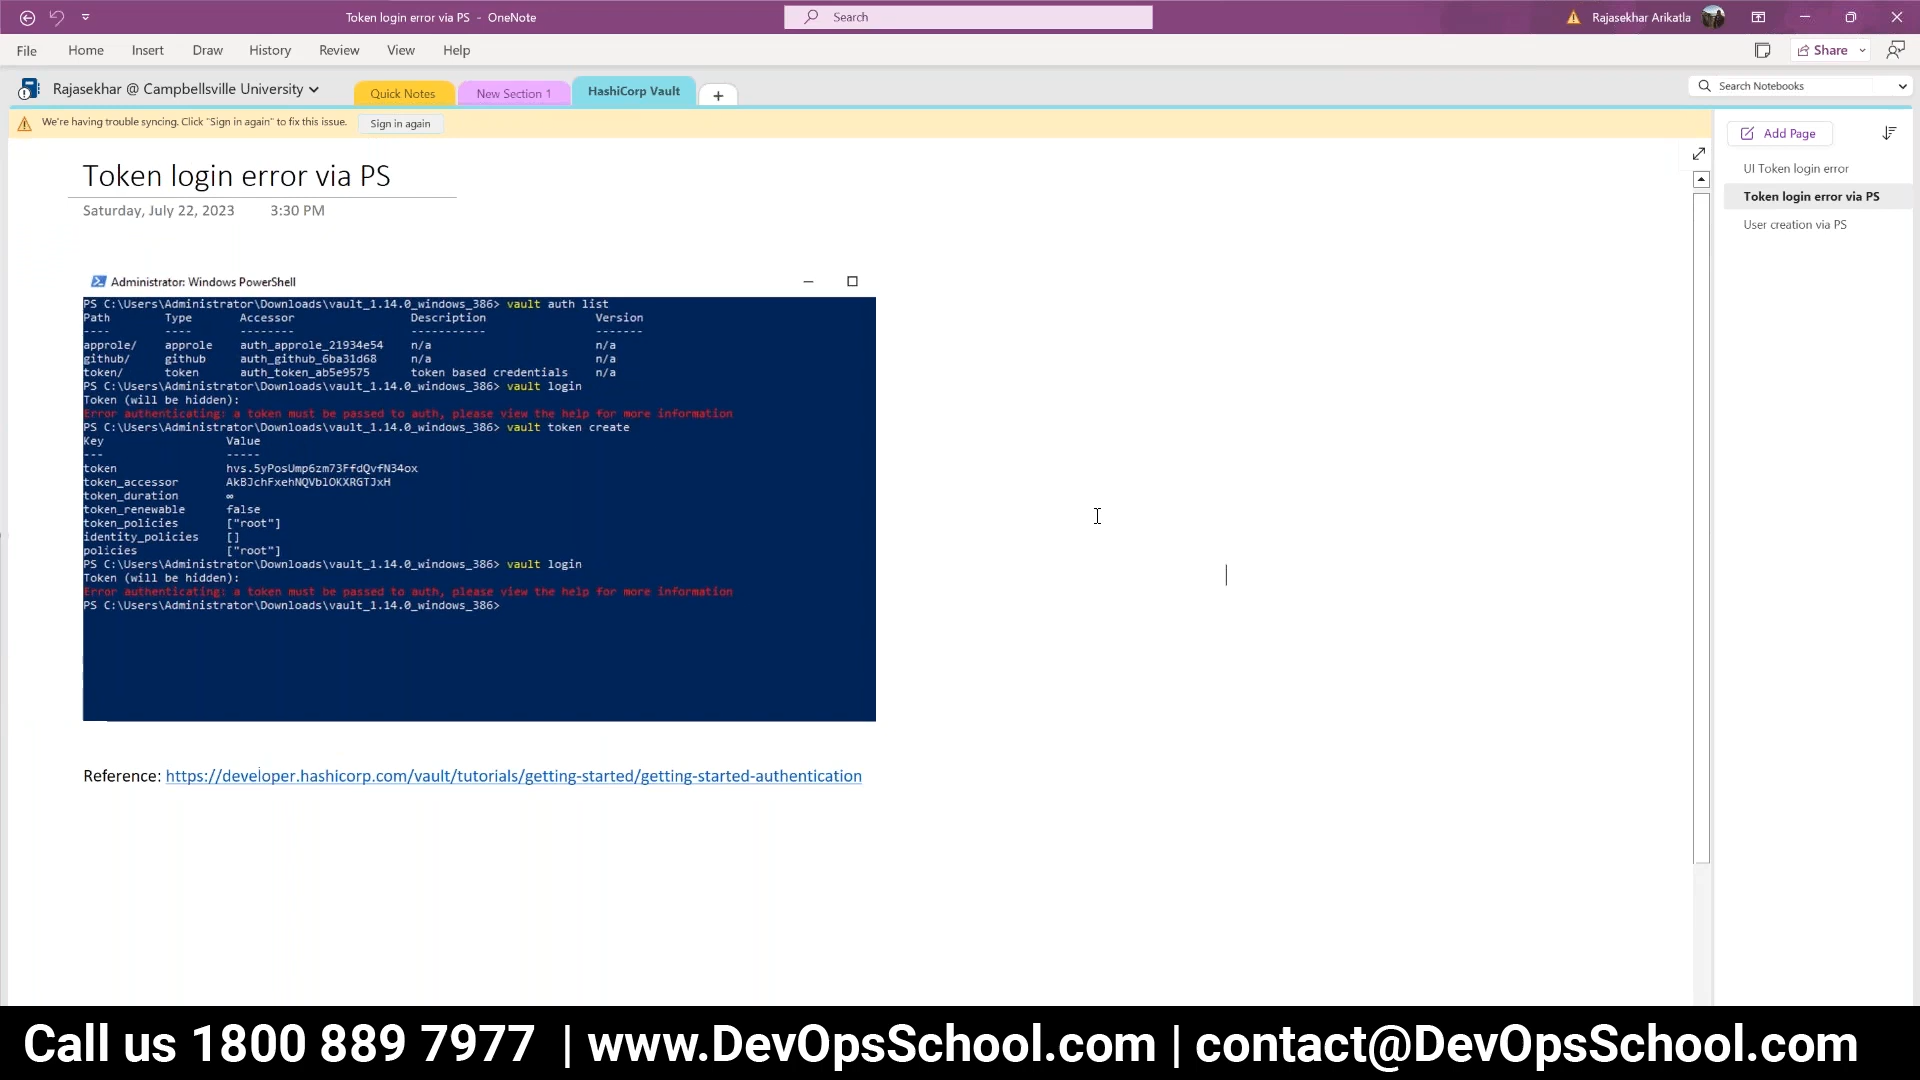 Token login error via PS - OneNote
Search
Rajasekhar Arikatla
File Home Insert Draw History Review View Help
Share
Rajasekhar @ Campbellsville University
Quick Notes
New Section 1
HashiCorp Vault
Search Notebooks
We're having trouble syncing. Click "Sign in again" to fix this issue.
Sign in again
Add Page
UI Token login error
Token login error via PS
User creation via PS
Token login error via PS
Saturday, July 22, 2023 3:30 PM
Administrator: Windows PowerShell
PS C:\Users\Administrator\Downloads\vault_1.14.0_windows_386> vault auth list
Path Type Accessor Description Version
---- ---- -------- ----------- -------
approle/ approle auth_approle_21934e54 n/a n/a
github/ github auth_github_6ba31d68 n/a n/a
token/ token auth_token_ab5e9575 token based credentials n/a
PS C:\Users\Administrator\Downloads\vault_1.14.0_windows_386> vault login
Token (will be hidden):
Error authenticating: a token must be passed to auth, please view the help for more information
PS C:\Users\Administrator\Downloads\vault_1.14.0_windows_386> vault token create
Key Value
--- -----
token hvs.5yPosUmp6zm73FfdQvfN34ox
token_accessor AkBJchFxehNQVblOKXRGTJxH
token_duration ∞
token_renewable false
token_policies ["root"]
identity_policies []
policies ["root"]
PS C:\Users\Administrator\Downloads\vault_1.14.0_windows_386> vault login
Token (will be hidden):
Error authenticating: a token must be passed to auth, please view the help for more information
PS C:\Users\Administrator\Downloads\vault_1.14.0_windows_386>
Reference: https://developer.hashicorp.com/vault/tutorials/getting-started/getting-started-authentication
Call us 1800 889 7977 | www.DevOpsSchool.com | contact@DevOpsSchool.com